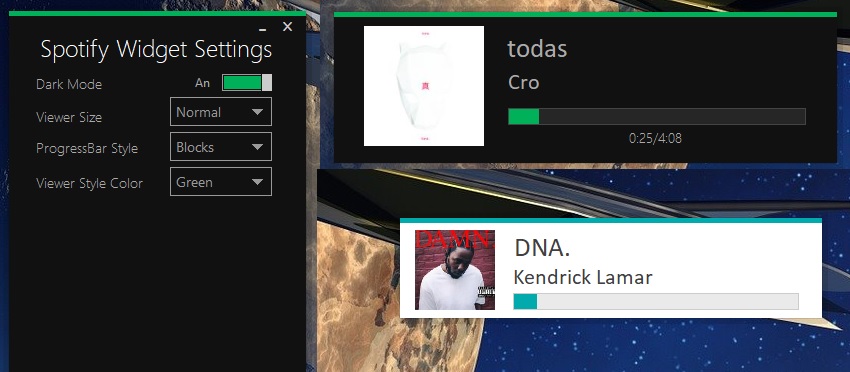 Spotify Widget Settings
Dark Mode An
Viewer Size Normal
ProgressBar Style Blocks
Viewer Style Color Green
真
todas
Cro
0:25/4:08
DAMN.
DNA.
Kendrick Lamar